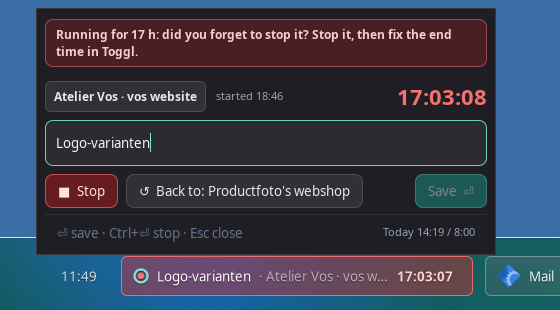 Running for 17 h: did you forget to stop it? Stop it, then fix the end
time in Toggl.
Atelier Vos · vos website started 18:46 17:03:08
Logo-varianten
■ Stop ↺ Back to: Productfoto's webshop Save ⏎
⏎ save · Ctrl+⏎ stop · Esc close Today 14:19 / 8:00
11:49 Logo-varianten · Atelier Vos · vos w... 17:03:07 Mail